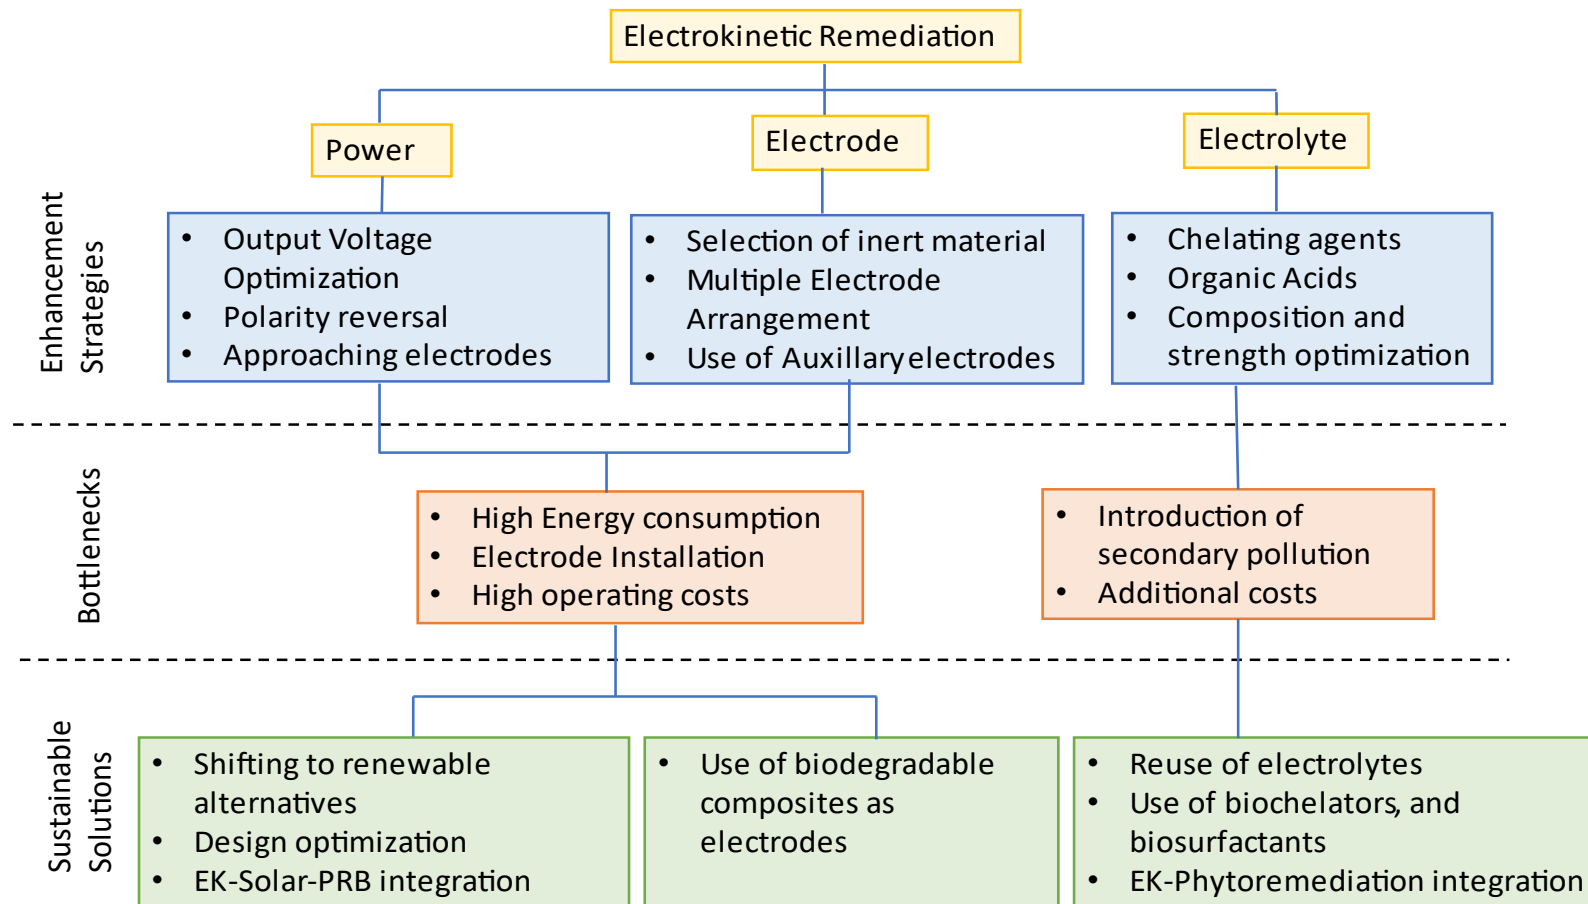 Electrokinetic Remediation
Power
Electrode
Electrolyte
Enhancement
Strategies
• Output Voltage
Optimization
• Polarity reversal
• Approaching electrodes
• Selection of inert material
• Multiple Electrode
Arrangement
• Use of Auxillary electrodes
• Chelating agents
• Organic Acids
• Composition and
strength optimization
Bottlenecks
• High Energy consumption
• Electrode Installation
• High operating costs
• Introduction of
secondary pollution
• Additional costs
Sustainable
Solutions
• Shifting to renewable
alternatives
• Design optimization
• EK-Solar-PRB integration
• Use of biodegradable
composites as
electrodes
• Reuse of electrolytes
• Use of biochelators, and
biosurfactants
• EK-Phytoremediation integration